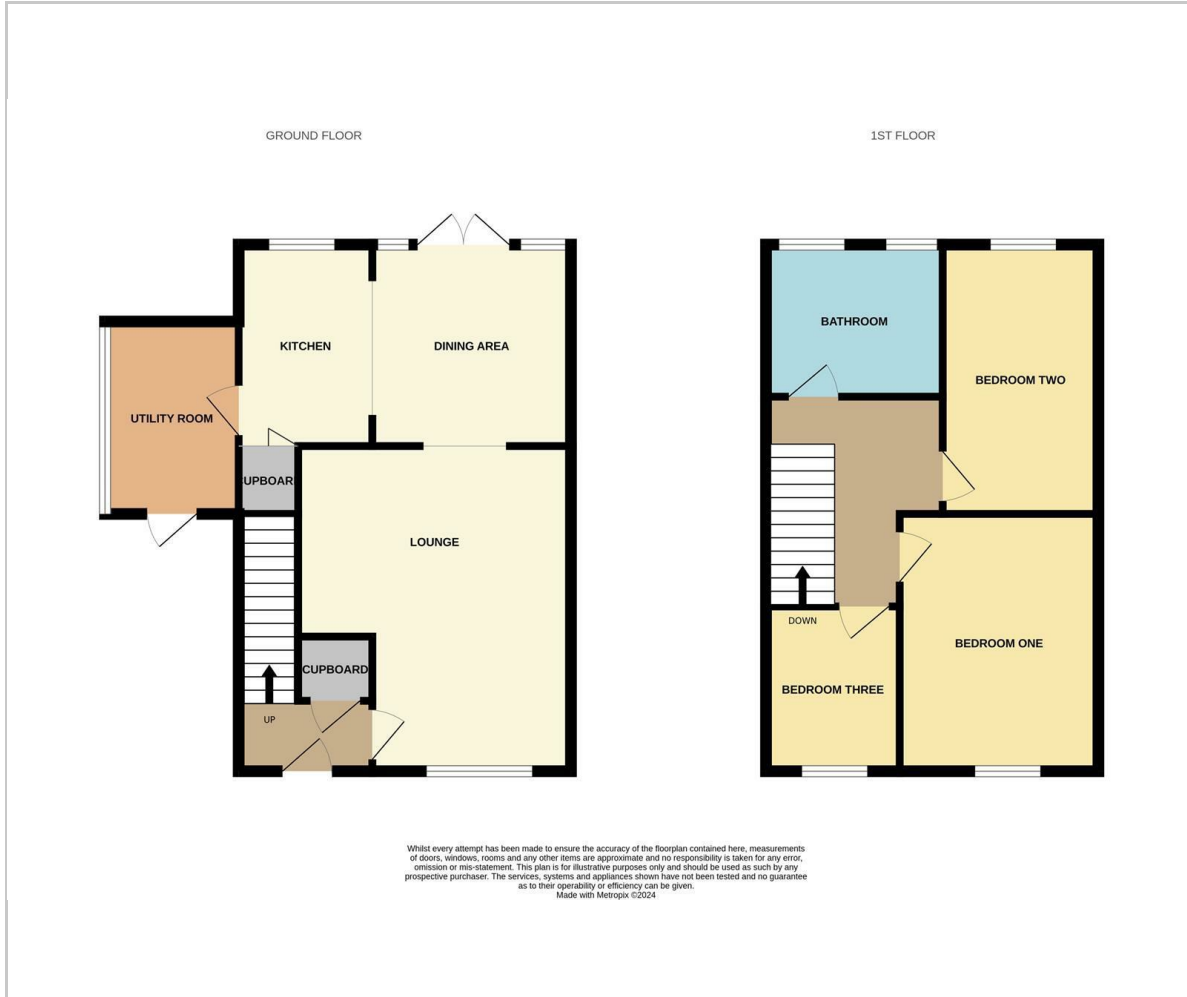 GROUND FLOOR
KITCHEN
DINING AREA
UTILITY ROOM
UPBOAR
LOUNGE
CUPBOARD
UP
1ST FLOOR
BATHROOM
BEDROOM TWO
DOWN
BEDROOM ONE
BEDROOM THREE
Whilst every attempt has been made to ensure the accuracy of the floorplan contained here, measurements
of doors, windows, rooms and any other items are approximate and no responsibility is taken for any error,
omission or mis-statement. This plan is for illustrative purposes only and should be used as such by any
prospective purchaser. The services, systems and appliances shown have not been tested and no guarantee
as to their operability or efficiency can be given.
Made with Metropix ©2024